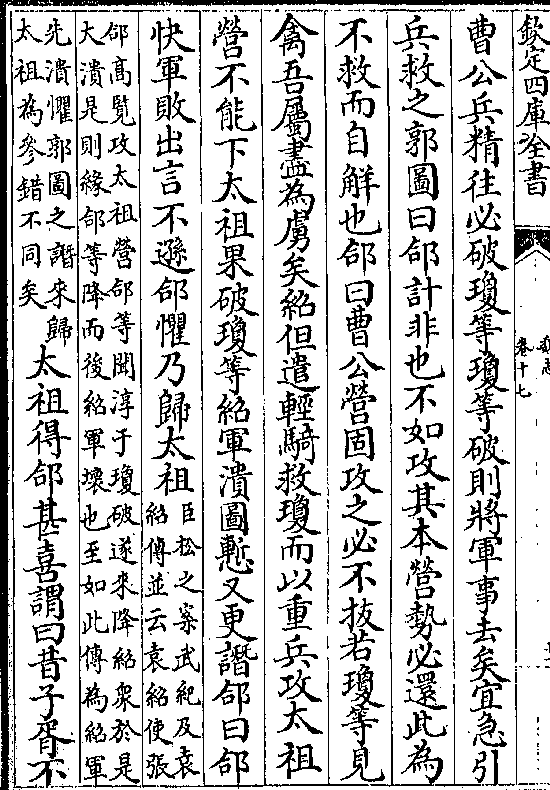 欽定四庫全書
魏志
卷十七
曹公兵精往必破瓊等瓊等破則將軍事去矣宜急引
兵救之郭圖曰郃計非也不如攻其本營勢必還此為
不救而自解也郃曰曹公營固攻之必不拔若瓊等見
禽吾屬盡為虜矣紹但遣輕騎救瓊而以重兵攻太祖
營不能下太祖果破瓊等紹軍潰圖慙又更譖郃曰郃
快軍敗出言不遜郃懼乃歸太祖
臣松之案武紀及袁
紹傳並云袁紹使張
郃高覧攻太祖營郃等聞淳于瓊破遂來降紹衆於是
大潰是則緣郃等降而後紹軍壞也至如此傳為紹軍
先潰懼郭圖之譖來歸
太祖為參錯不同矣
太祖得郃甚喜謂曰昔子胥不